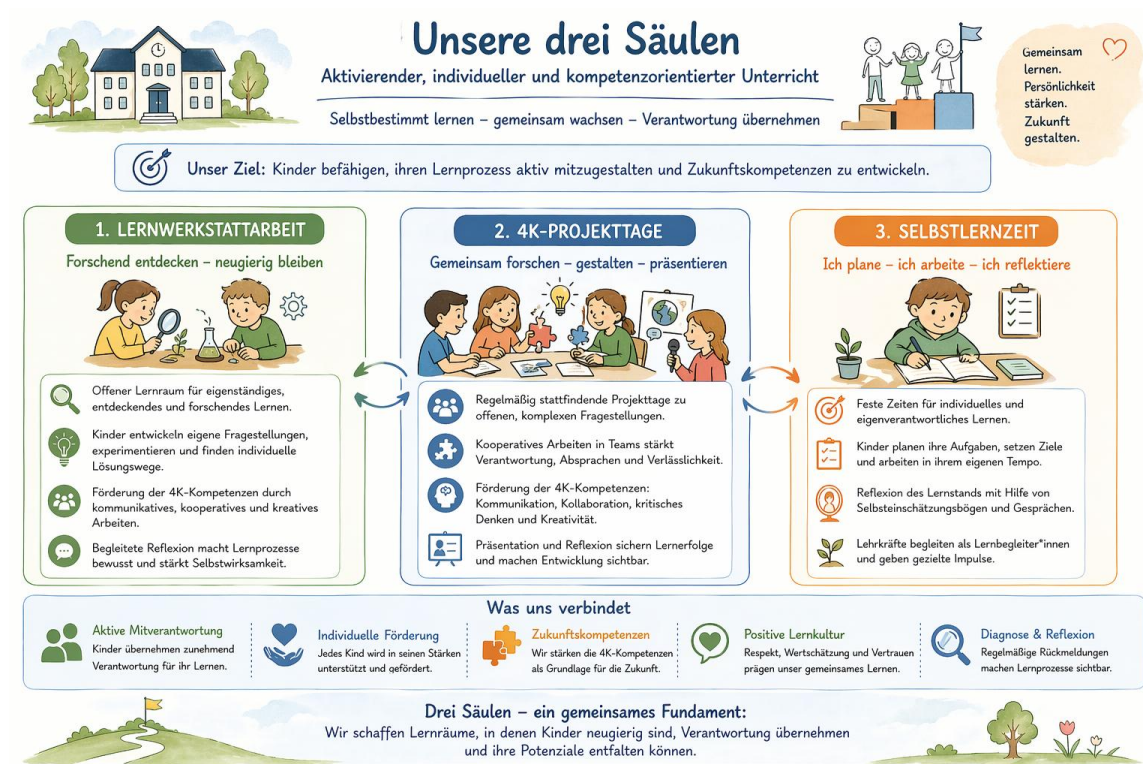 Unsere drei Säulen
Aktivierender, individueller und kompetenzorientierter Unterricht
Selbstbestimmt lernen – gemeinsam wachsen – Verantwortung übernehmen
Gemeinsam
lernen.
Persönlichkeit
stärken.
Zukunft
gestalten.
Unser Ziel: Kinder befähigen, ihren Lernprozess aktiv mitzugestalten und Zukunftskompetenzen zu entwickeln.
1. LERNWERKSTATTARBEIT
Forschend entdecken – neugierig bleiben
Offener Lernraum für eigenständiges,
entdeckendes und forschendes Lernen.
Kinder entwickeln eigene Fragestellungen,
experimentieren und finden individuelle
Lösungswege.
Förderung der 4K-Kompetenzen durch
kommunikatives, kooperatives und kreatives
Arbeiten.
Begleitete Reflexion macht Lernprozesse
bewusst und stärkt Selbstwirksamkeit.
2. 4K-PROJEKTTAGE
Gemeinsam forschen – gestalten – präsentieren
Regelmäßig stattfindende Projekttage zu
offenen, komplexen Fragestellungen.
Kooperatives Arbeiten in Teams stärkt
Verantwortung, Absprachen und Verlässlichkeit.
Förderung der 4K-Kompetenzen:
Kommunikation, Kollaboration, kritisches
Denken und Kreativität.
Präsentation und Reflexion sichern Lernerfolge
und machen Entwicklung sichtbar.
3. SELBSTLERNZEIT
Ich plane – ich arbeite – ich reflektiere
Feste Zeiten für individuelles und
eigenverantwortliches Lernen.
Kinder planen ihre Aufgaben, setzen Ziele
und arbeiten in ihrem eigenen Tempo.
Reflexion des Lernstands mit Hilfe von
Selbsteinschätzungsbögen und Gesprächen.
Lehrkräfte begleiten als Lernbegleiter*innen
und geben gezielte Impulse.
Was uns verbindet
Aktive Mitverantwortung
Kinder übernehmen zunehmend
Verantwortung für ihr Lernen.
Individuelle Förderung
Jedes Kind wird in seinen Stärken
unterstützt und gefördert.
Zukunftskompetenzen
Wir stärken die 4K-Kompetenzen
als Grundlage für die Zukunft.
Positive Lernkultur
Respekt, Wertschätzung und Vertrauen
prägen unser gemeinsames Lernen.
Diagnose & Reflexion
Regelmäßige Rückmeldungen
machen Lernprozesse sichtbar.
Drei Säulen – ein gemeinsames Fundament:
Wir schaffen Lernräume, in denen Kinder neugierig sind, Verantwortung übernehmen
und ihre Potenziale entfalten können.